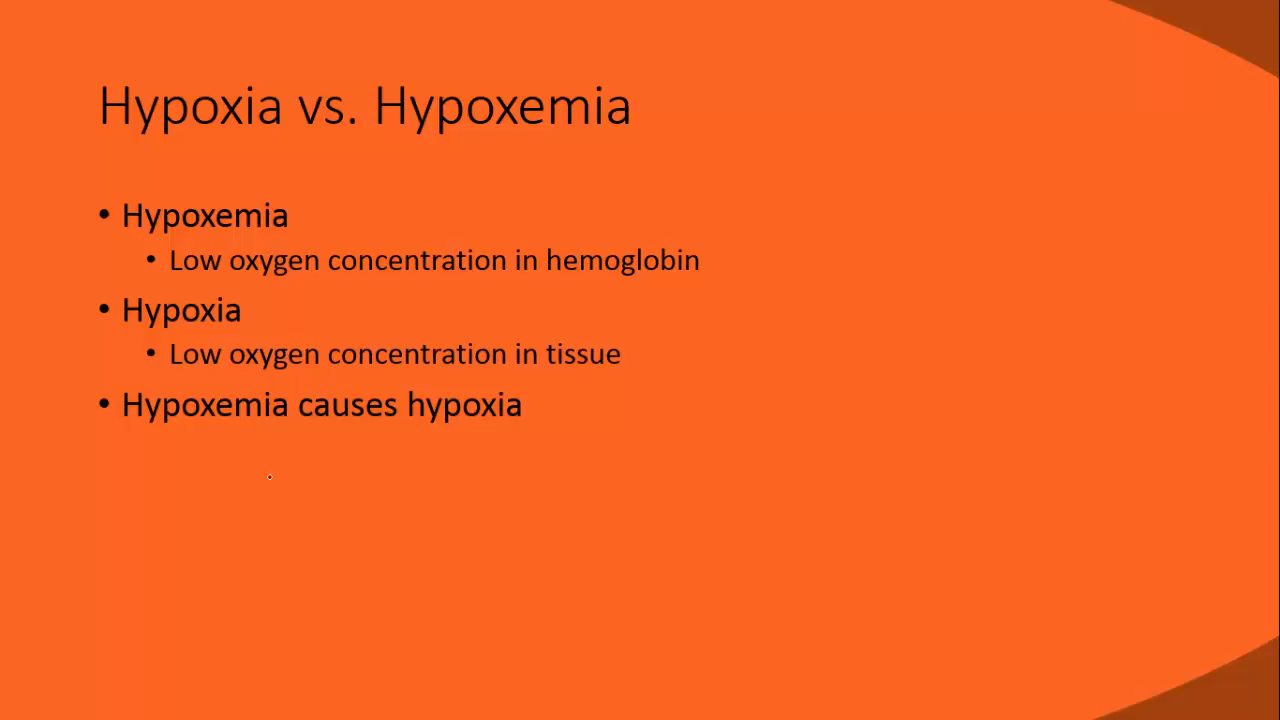 Hypoxia vs. Hypoxemia
• Hypoxemia
• Low oxygen concentration in hemoglobin
• Hypoxia
• Low oxygen concentration in tissue
• Hypoxemia causes hypoxia